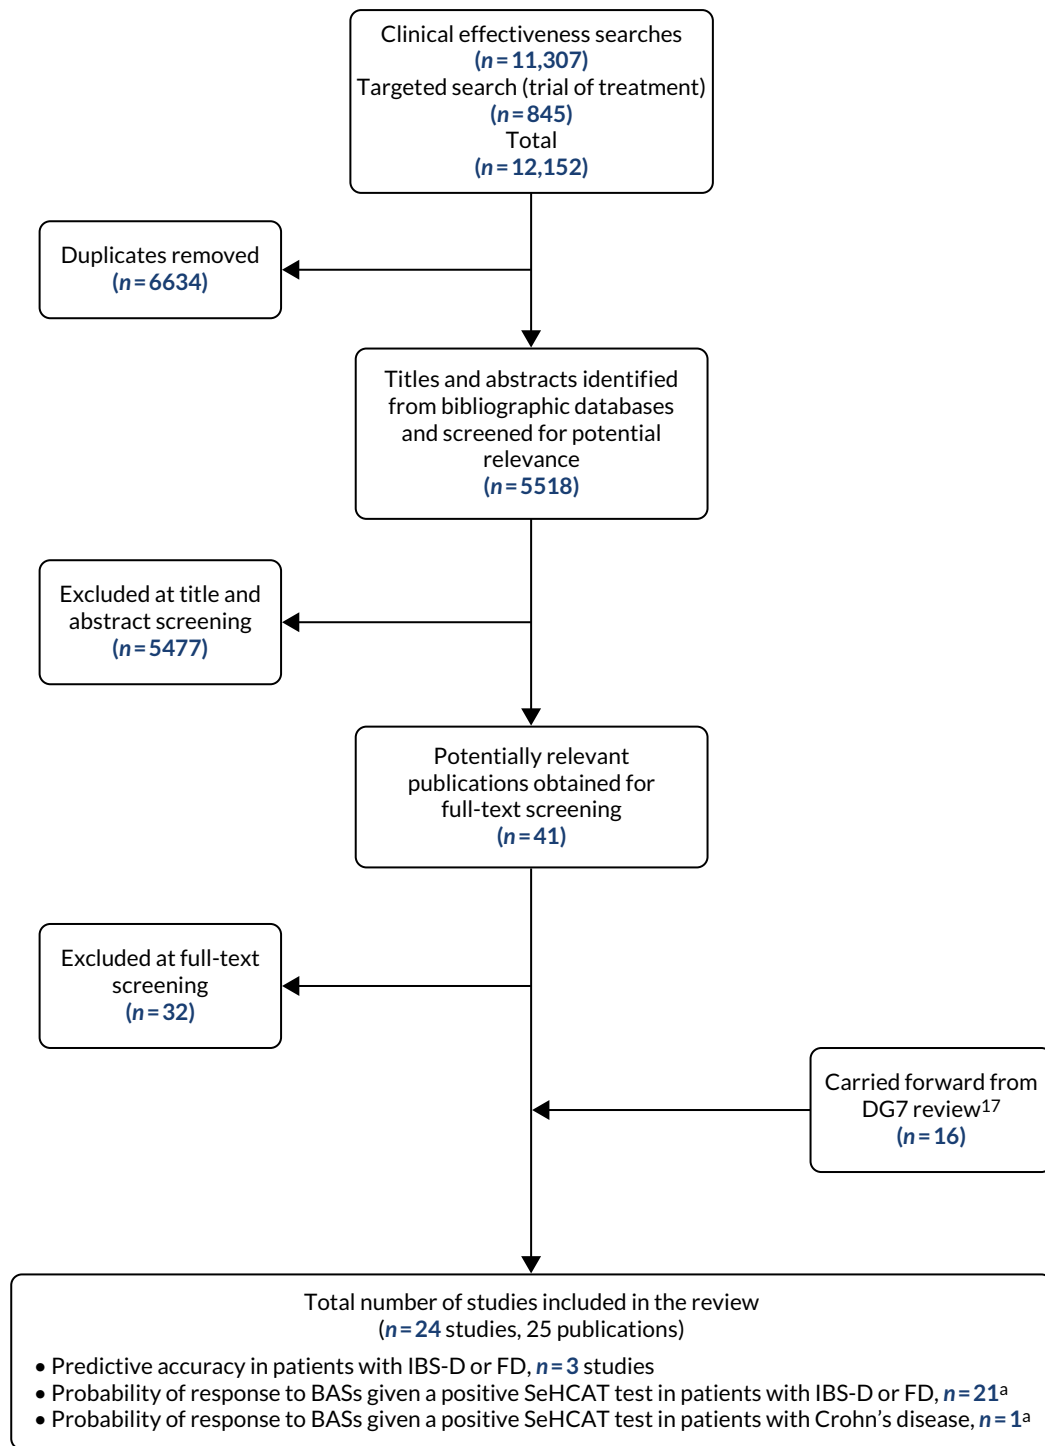 Clinical effectiveness searches
(n = 11,307)
Targeted search (trial of treatment)
(n = 845)
Total
(n = 12,152)
Duplicates removed
(n = 6634)
Titles and abstracts identified
from bibliographic databases
and screened for potential
relevance
(n = 5518)
Excluded at title and
abstract screening
(n = 5477)
Potentially relevant
publications obtained for
full-text screening
(n = 41)
Excluded at full-text
screening
(n = 32)
Carried forward from
DG7 review17
(n = 16)
Total number of studies included in the review
(n = 24 studies, 25 publications)
• Predictive accuracy in patients with IBS-D or FD, n = 3 studies
• Probability of response to BASs given a positive SeHCAT test in patients with IBS-D or FD, n = 21a
• Probability of response to BASs given a positive SeHCAT test in patients with Crohn's disease, n = 1a